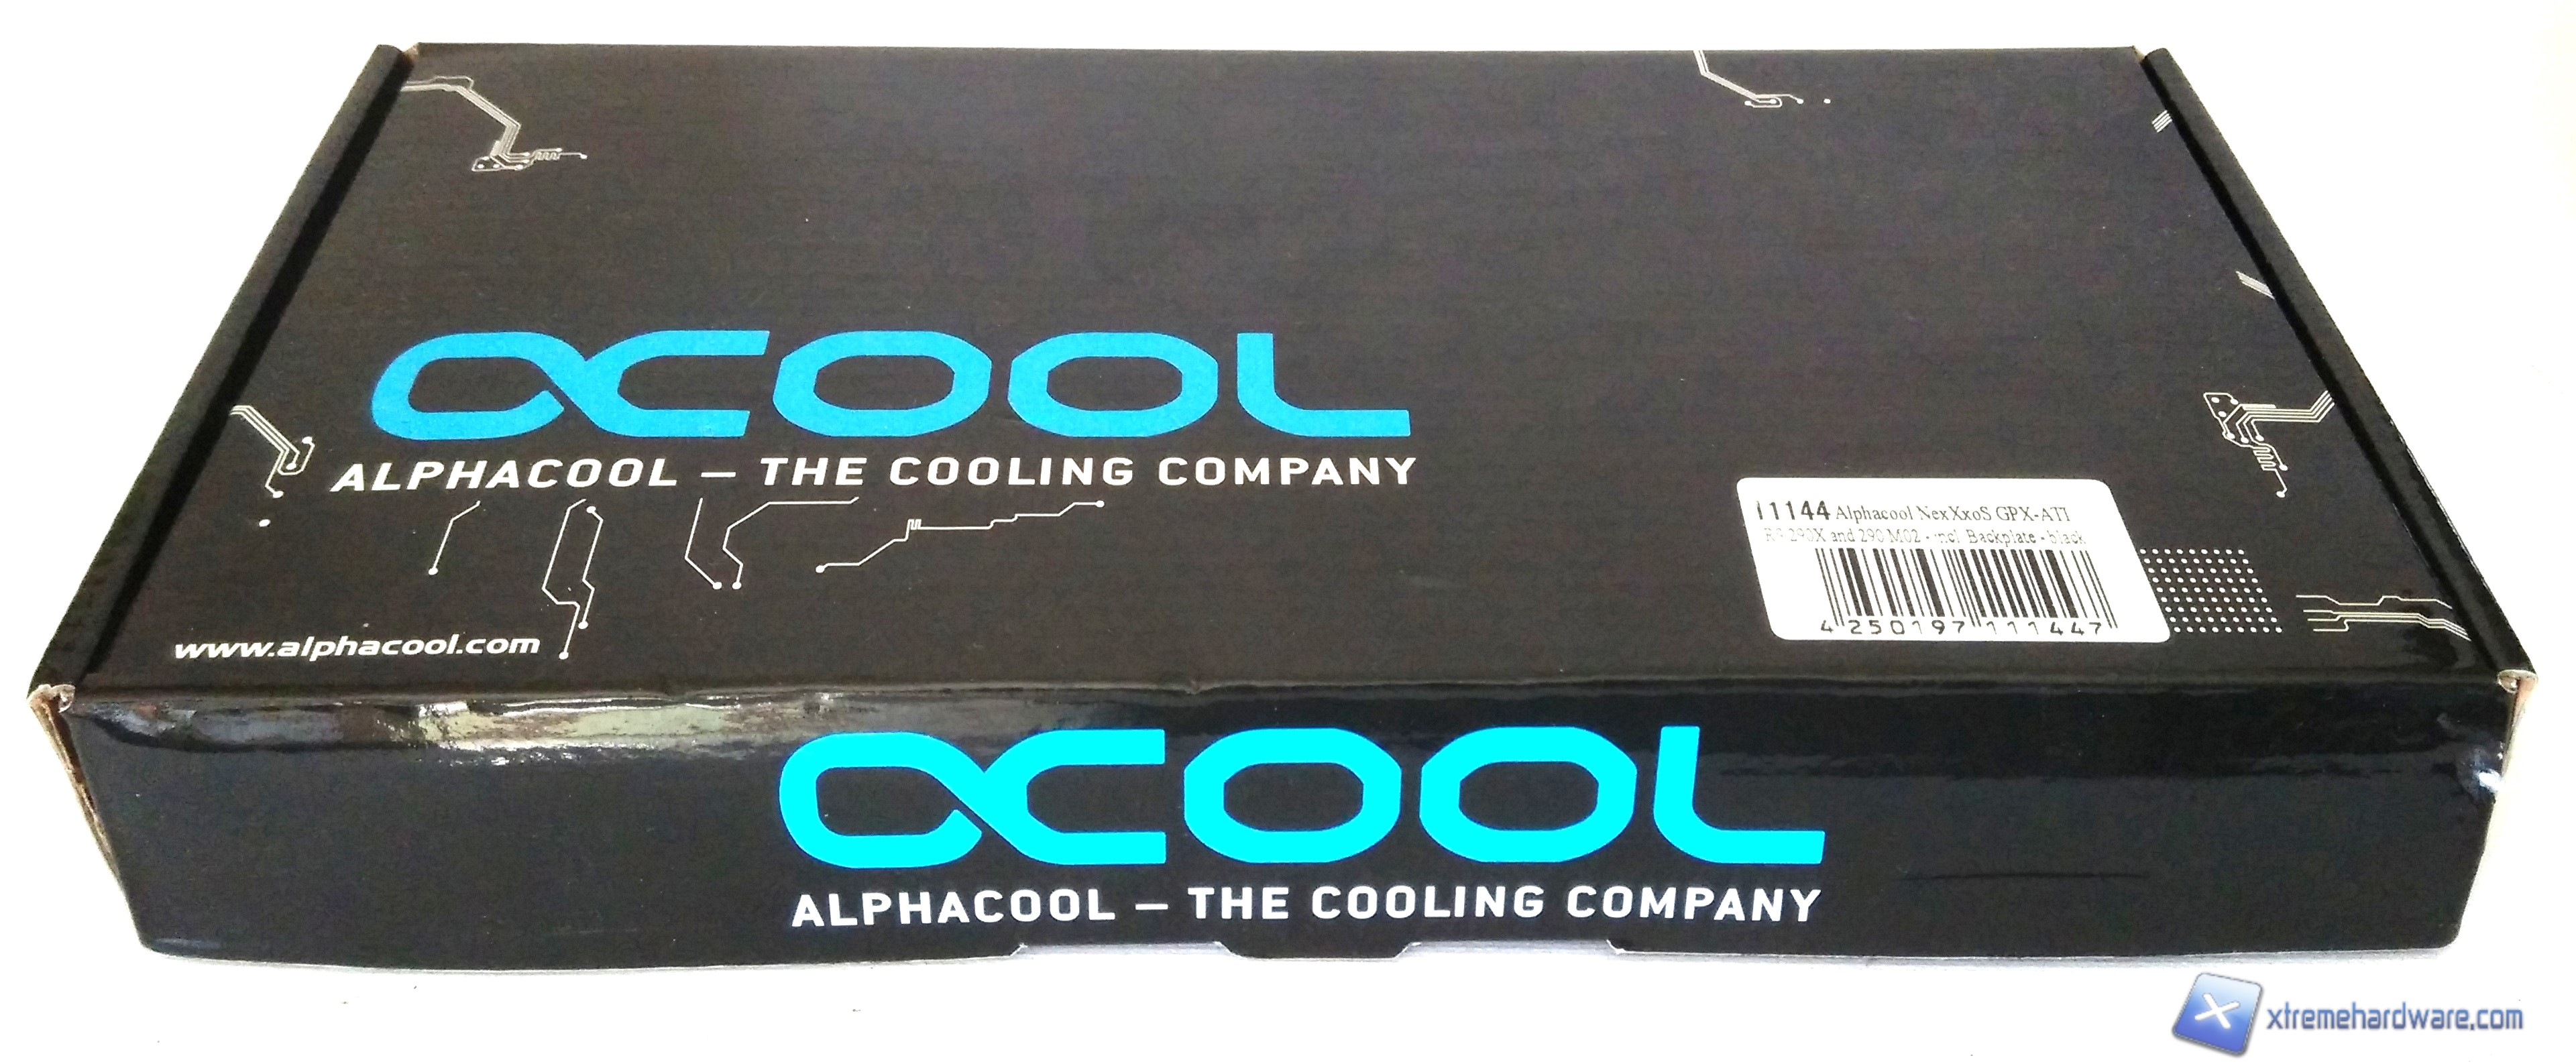 αCOOL
ALPHACOOL – THE COOLING COMPANY
www.alphacool.com
11144 Alphacool NexXxoS GPX-ATI
R9 290X and 290 M02 - incl. Backplate - black
4 250197 111447
αCOOL
ALPHACOOL – THE COOLING COMPANY
xtremehardware.com